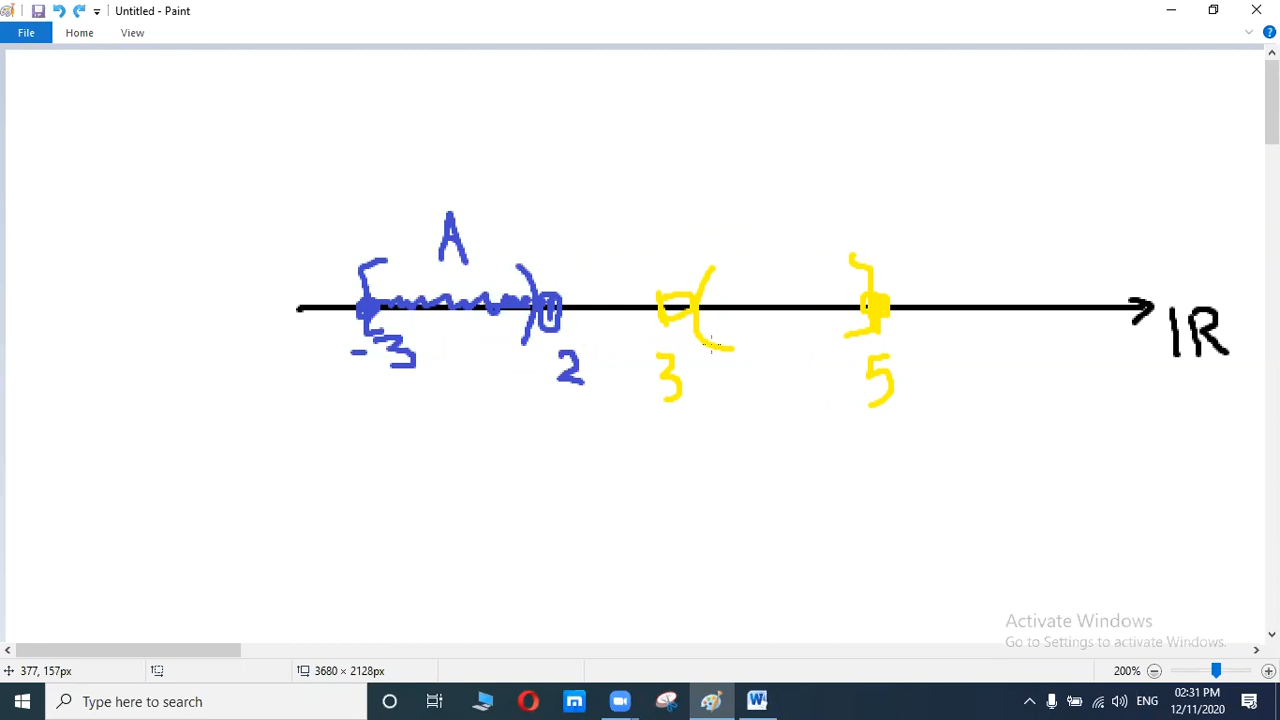 Untitled - Paint
File Home View
A
[ ) ( ]
IR
-3 2 3 5
Activate Windows
Go to Settings to activate Windows.
377, 157px 3680 × 2128px 200%
Type here to search
ENG
02:31 PM
12/11/2020